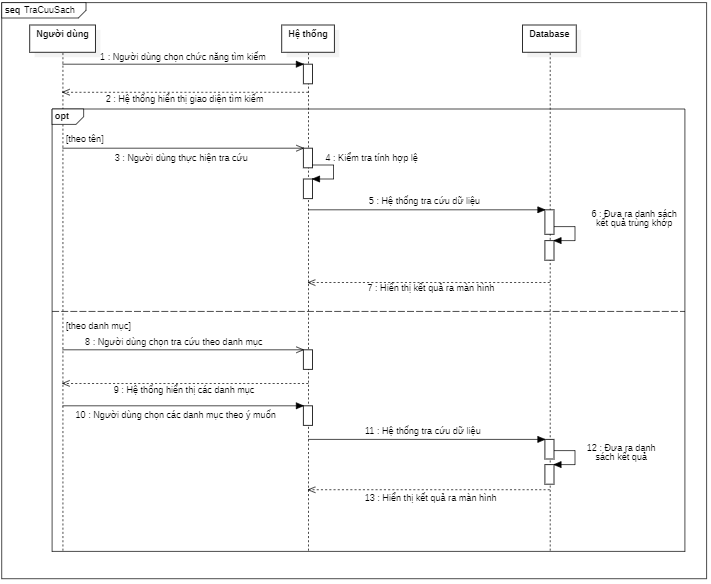 seq TraCuuSach
Người dùng
Hệ thống
Database
1 : Người dùng chọn chức năng tìm kiếm
2 : Hệ thống hiển thị giao diện tìm kiếm
opt
[theo tên]
3 : Người dùng thực hiện tra cứu
4 : Kiểm tra tính hợp lệ
5 : Hệ thống tra cứu dữ liệu
6 : Đưa ra danh sách
kết quả trùng khớp
7 : Hiển thị kết quả ra màn hình
[theo danh mục]
8 : Người dùng chọn tra cứu theo danh mục
9 : Hệ thống hiển thị các danh mục
10 : Người dùng chọn các danh mục theo ý muốn
11 : Hệ thống tra cứu dữ liệu
12 : Đưa ra danh
sách kết quả
13 : Hiển thị kết quả ra màn hình